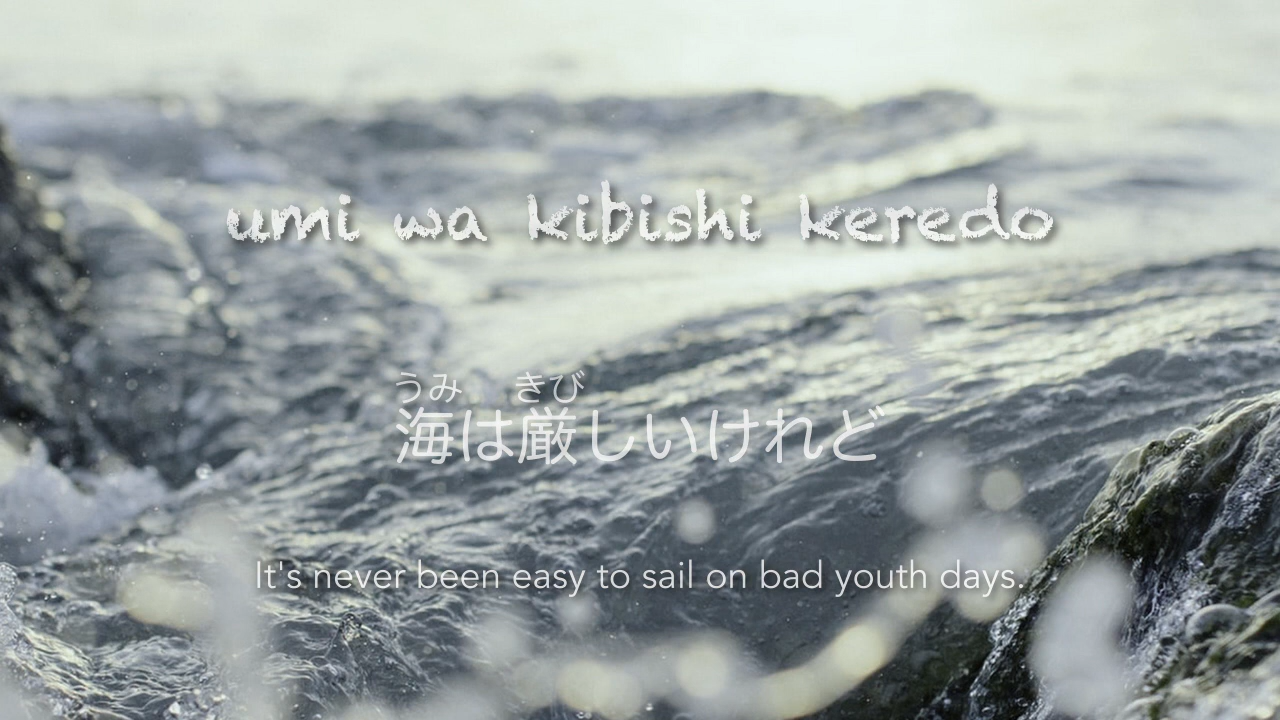 umi wa kibishi keredo
うみ きび
海は厳しいけれど
It's never been easy to sail on bad youth days.